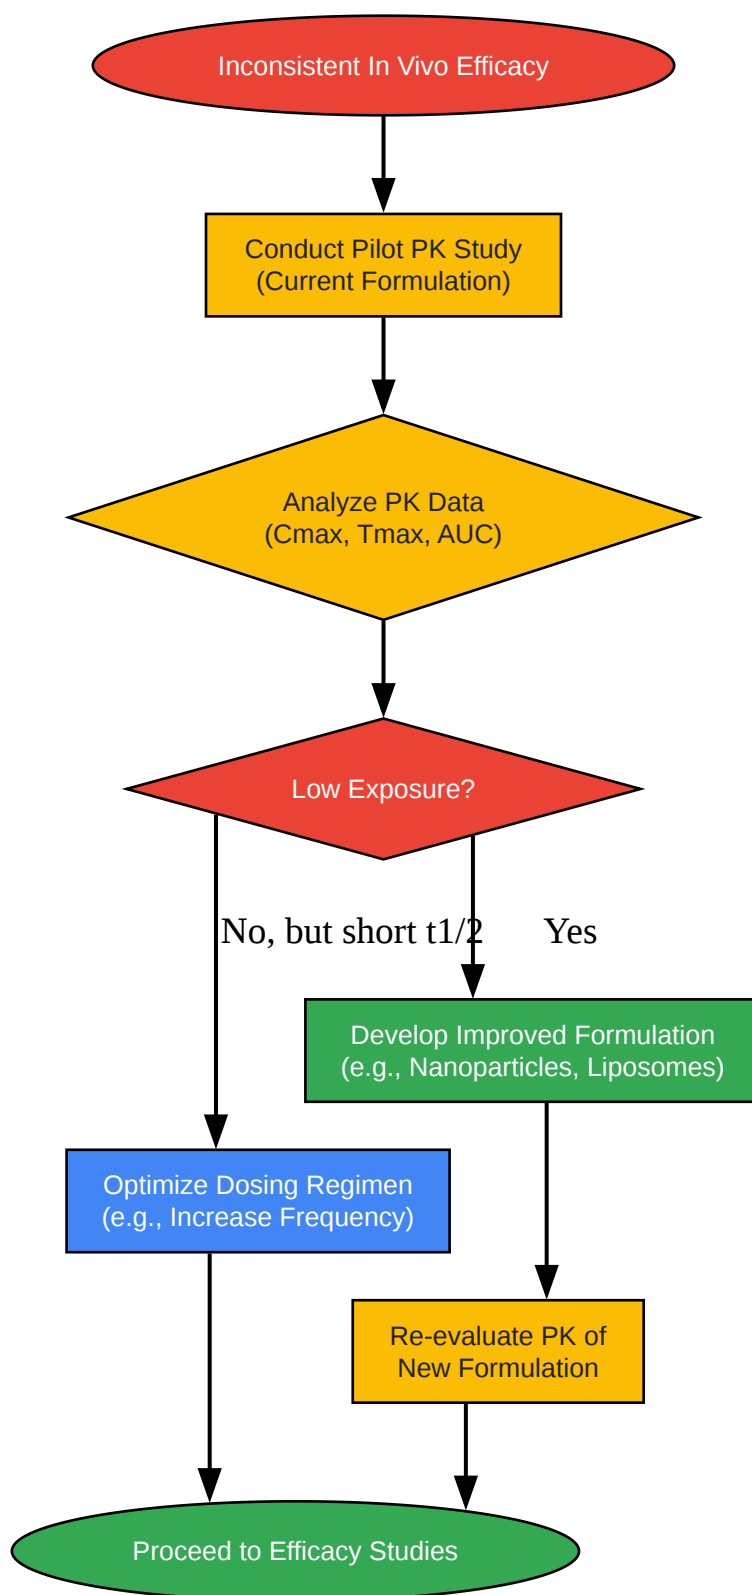 Inconsistent In Vivo Efficacy
Conduct Pilot PK Study
(Current Formulation)
Analyze PK Data
(Cmax, Tmax, AUC)
Low Exposure?
No, but short t1/2
Yes
Develop Improved Formulation
(e.g., Nanoparticles, Liposomes)
Optimize Dosing Regimen
(e.g., Increase Frequency)
Re-evaluate PK of
New Formulation
Proceed to Efficacy Studies